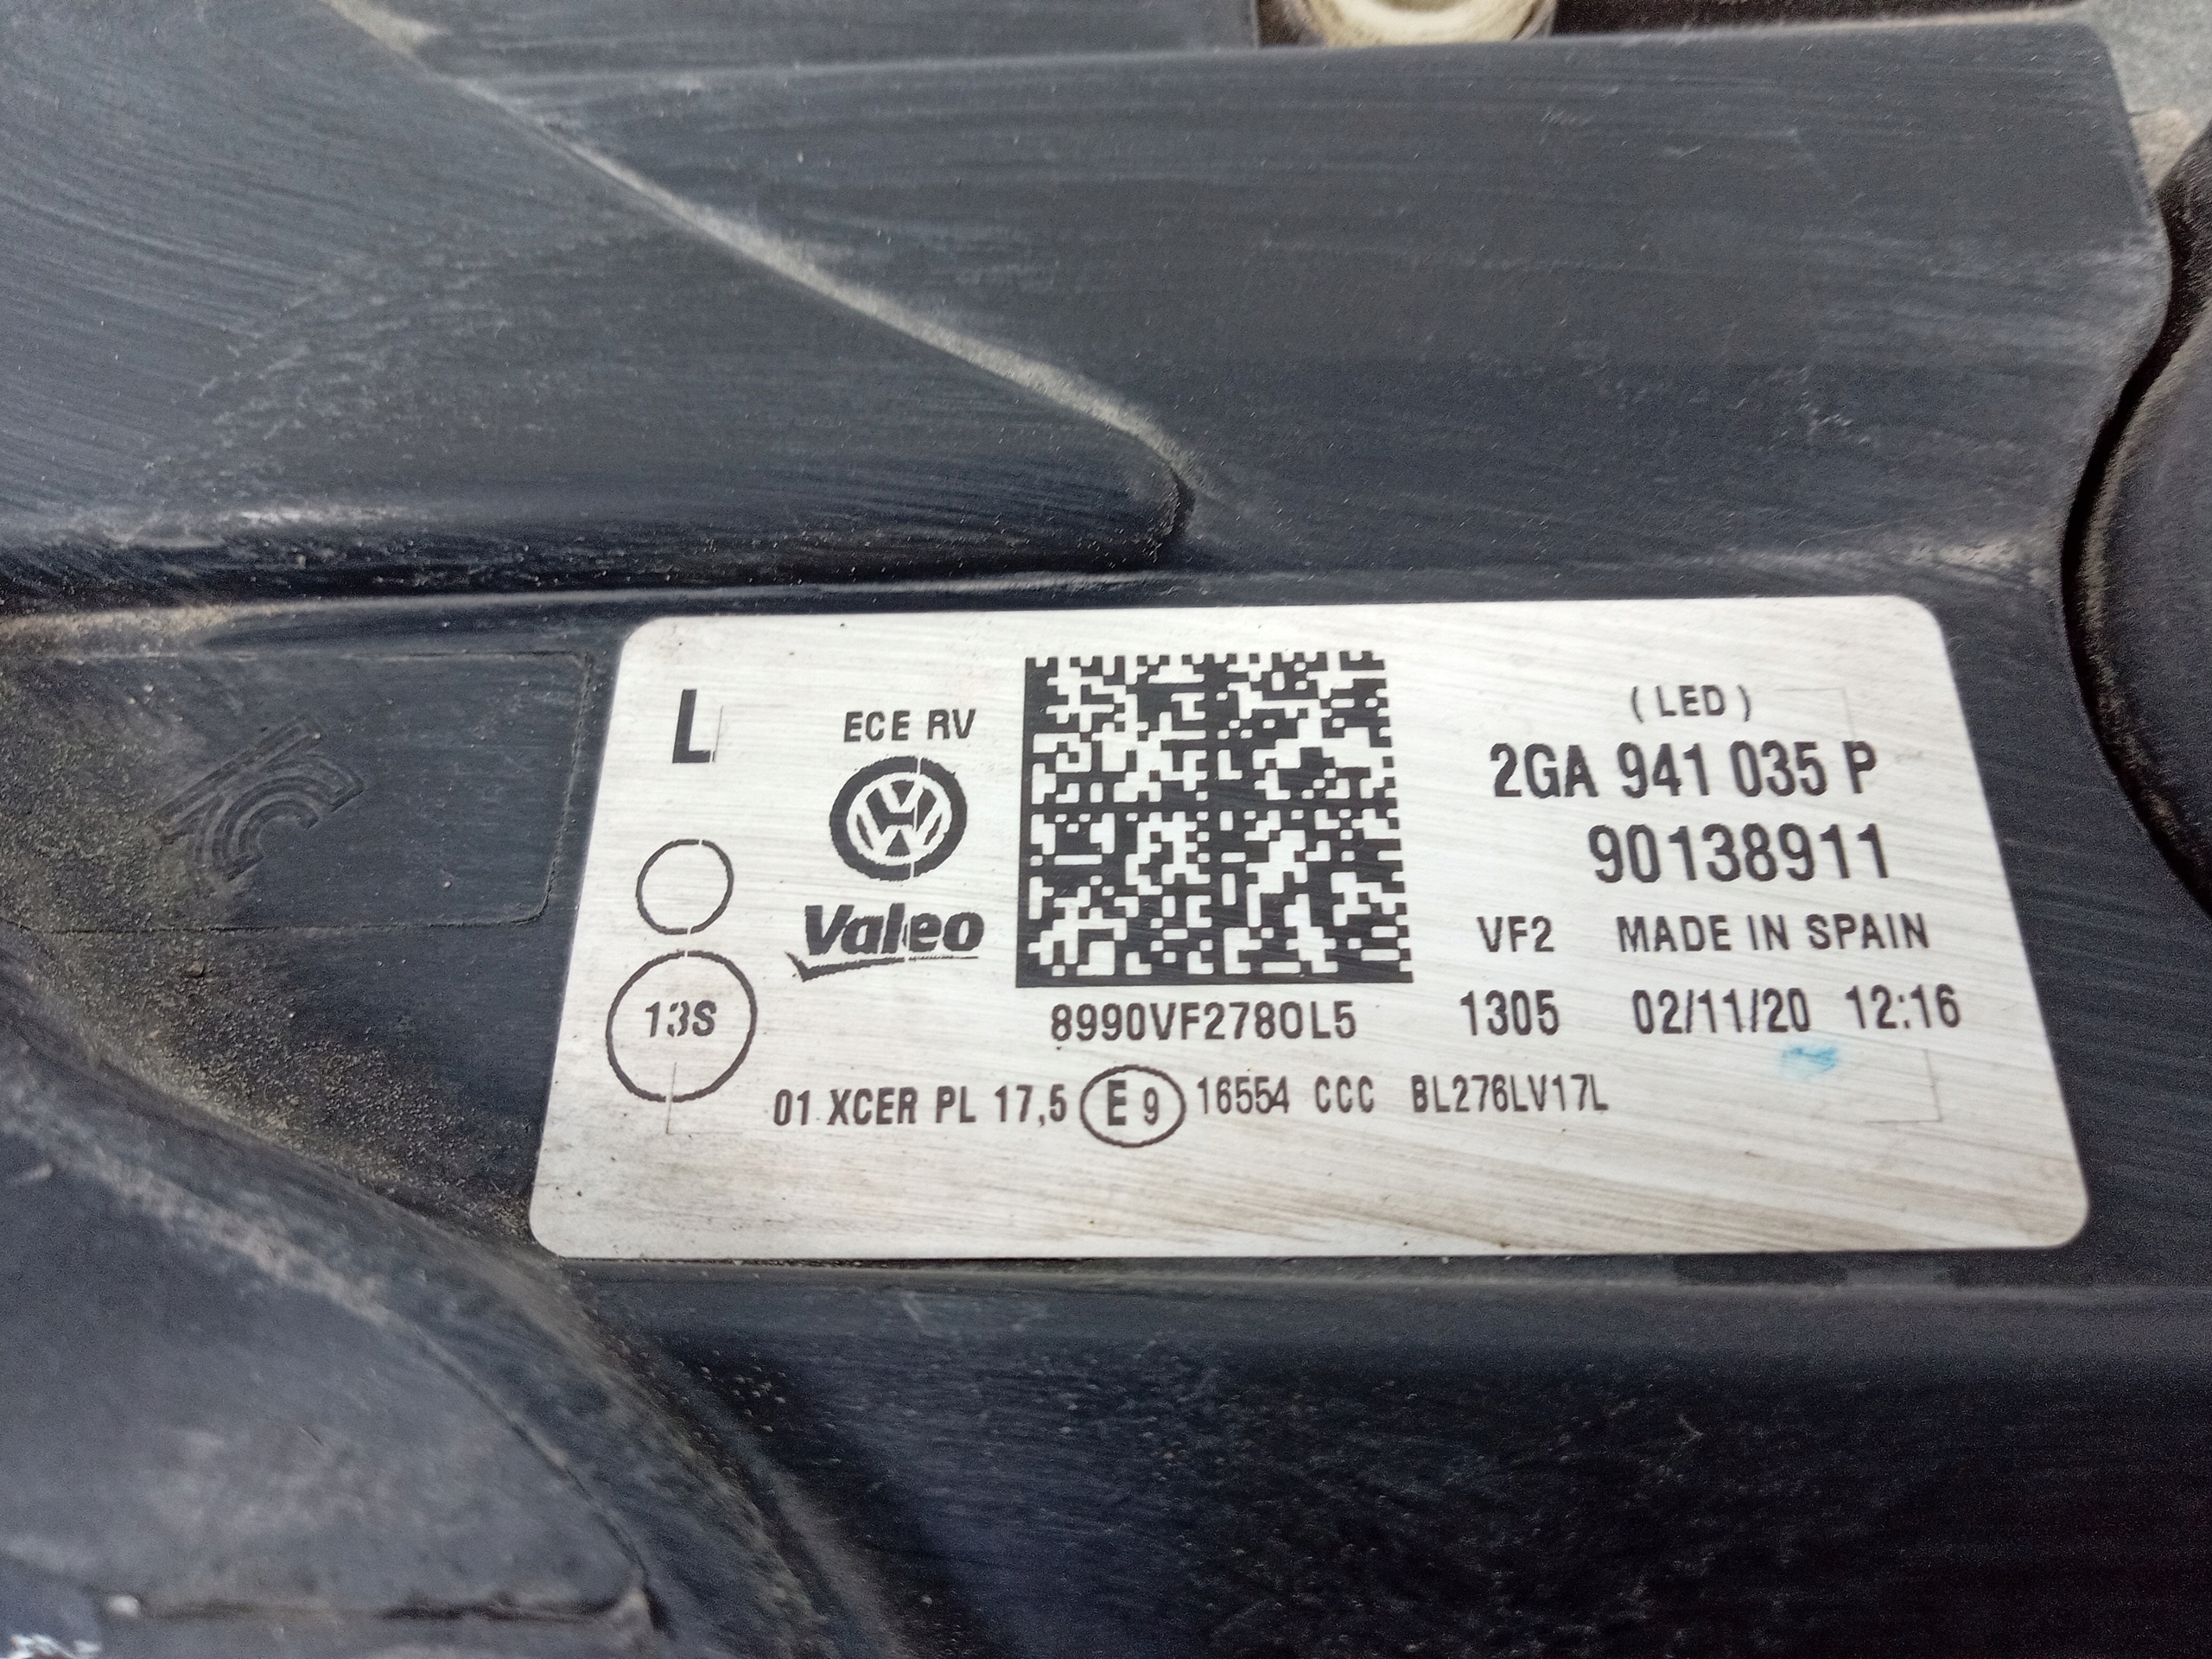 L
ECE RV
Valeo
13S
8990VF2780L5
01 XCER PL 17,5 E 9 16554 CCC BL276LV17L
( LED )
2GA 941 035 P
90138911
VF2 MADE IN SPAIN
1305 02/11/20 12:16